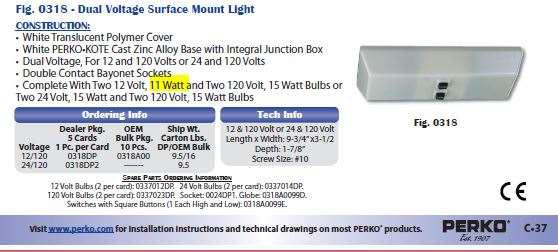 Fig. 0318 - Dual Voltage Surface Mount Light
CONSTRUCTION:
• White Translucent Polymer Cover
• White PERKO•KOTE Cast Zinc Alloy Base with Integral Junction Box
• Dual Voltage, For 12 and 120 Volts or 24 and 120 Volts
• Double Contact Bayonet Sockets
• Complete With Two 12 Volt, 11 Watt and Two 120 Volt, 15 Watt Bulbs or
Two 24 Volt, 15 Watt and Two 120 Volt, 15 Watt Bulbs
Fig. 0318
Ordering Info
Dealer Pkg. OEM Ship Wt.
5 Cards Bulk Pkg. Carton Lbs.
Voltage 1 Pc. per Card 10 Pcs. DP/OEM Bulk
12/120 0318DP 0318A00 9.5/16
24/120 0318DP2 ------- 9.5
Tech Info
12 & 120 Volt or 24 & 120 Volt
Length x Width: 9-3/4"x3-1/2
Depth: 1-7/8"
Screw Size: #10
SPARE PARTS ORDERING INFORMATION
12 Volt Bulbs (2 per card): 0337012DP. 24 Volt Bulbs (2 per card): 0337014DP.
120 Volt Bulbs (2 per card): 0337023DP. Socket: 0024DP1. Globe: 0318A0099D.
Switches with Square Buttons (1 Each High and Low): 0318A0099E.
CE
Visit www.perko.com for installation instructions and technical drawings on most PERKO® products.
PERKO®
Est. 1907
C-37